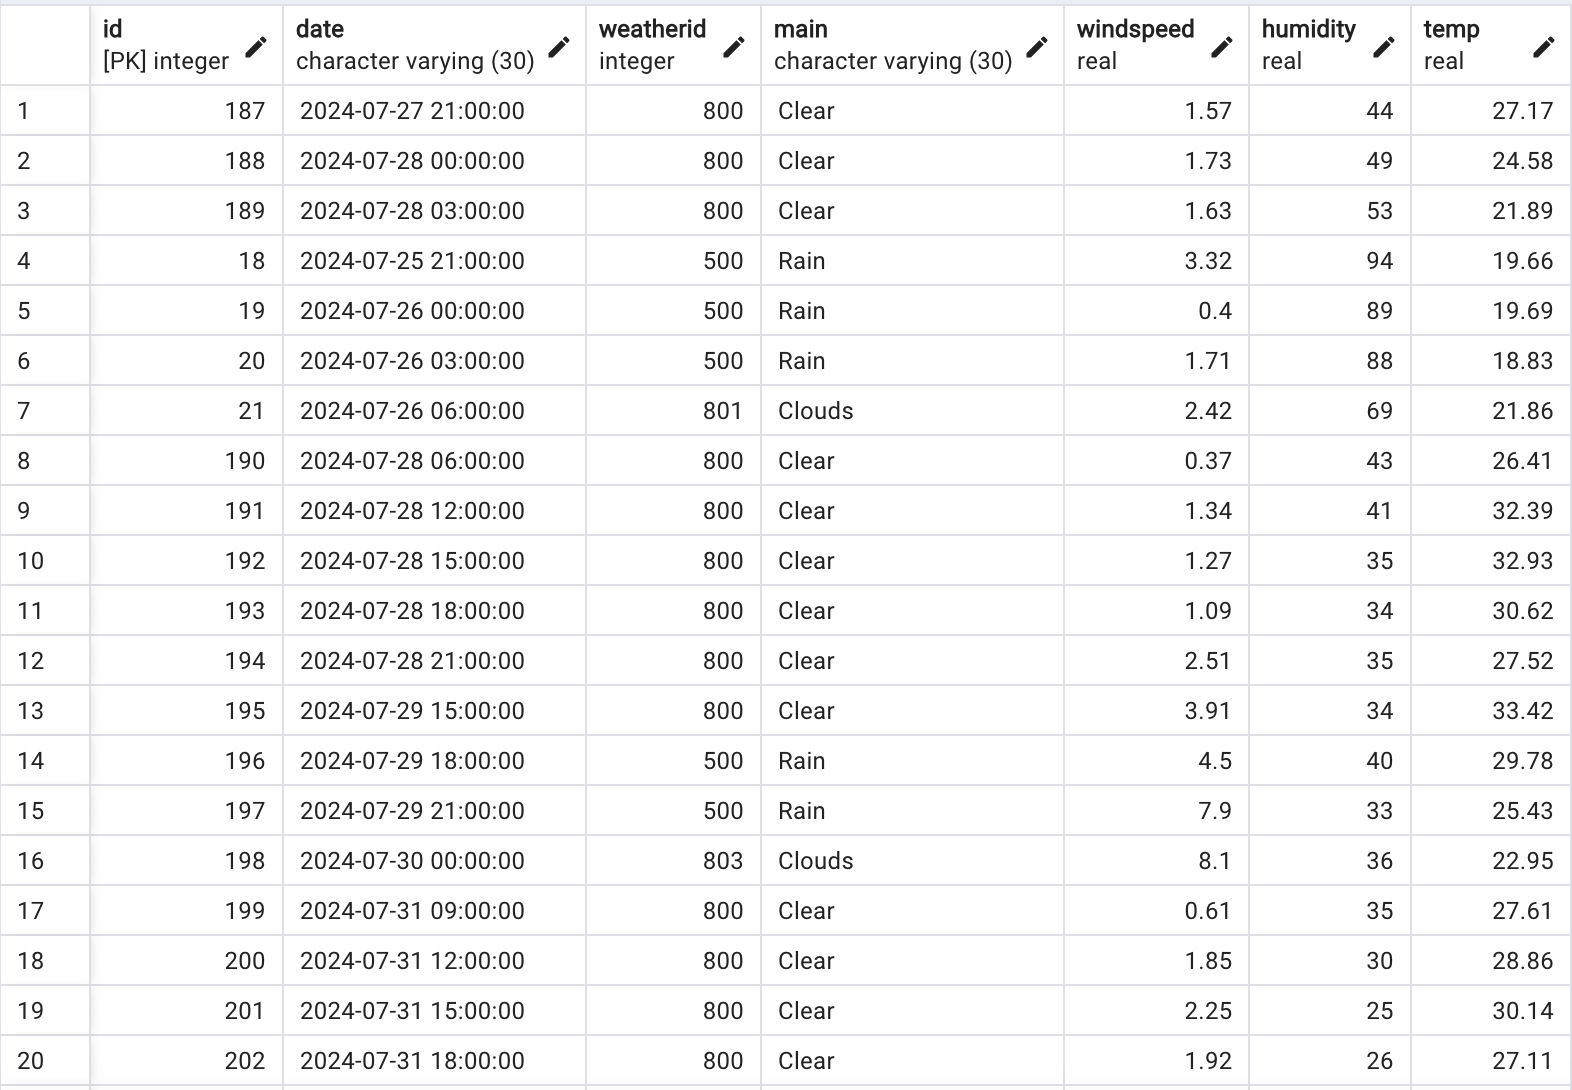 id date weatherid main windspeed humidity temp
[PK] integer character varying (30) integer character varying (30) real real real
1 187 2024-07-27 21:00:00 800 Clear 1.57 44 27.17
2 188 2024-07-28 00:00:00 800 Clear 1.73 49 24.58
3 189 2024-07-28 03:00:00 800 Clear 1.63 53 21.89
4 18 2024-07-25 21:00:00 500 Rain 3.32 94 19.66
5 19 2024-07-26 00:00:00 500 Rain 0.4 89 19.69
6 20 2024-07-26 03:00:00 500 Rain 1.71 88 18.83
7 21 2024-07-26 06:00:00 801 Clouds 2.42 69 21.86
8 190 2024-07-28 06:00:00 800 Clear 0.37 43 26.41
9 191 2024-07-28 12:00:00 800 Clear 1.34 41 32.39
10 192 2024-07-28 15:00:00 800 Clear 1.27 35 32.93
11 193 2024-07-28 18:00:00 800 Clear 1.09 34 30.62
12 194 2024-07-28 21:00:00 800 Clear 2.51 35 27.52
13 195 2024-07-29 15:00:00 800 Clear 3.91 34 33.42
14 196 2024-07-29 18:00:00 500 Rain 4.5 40 29.78
15 197 2024-07-29 21:00:00 500 Rain 7.9 33 25.43
16 198 2024-07-30 00:00:00 803 Clouds 8.1 36 22.95
17 199 2024-07-31 09:00:00 800 Clear 0.61 35 27.61
18 200 2024-07-31 12:00:00 800 Clear 1.85 30 28.86
19 201 2024-07-31 15:00:00 800 Clear 2.25 25 30.14
20 202 2024-07-31 18:00:00 800 Clear 1.92 26 27.11